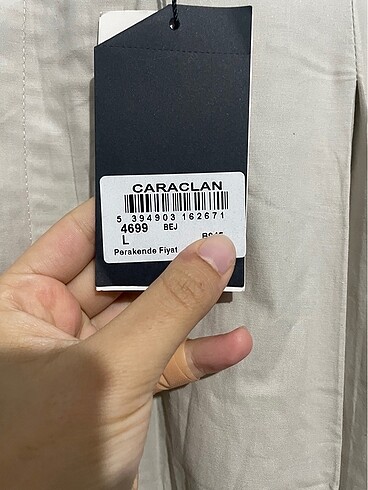 CARACLAN
5 394903 162671
4699 BEJ
L
Perakende Fiyat